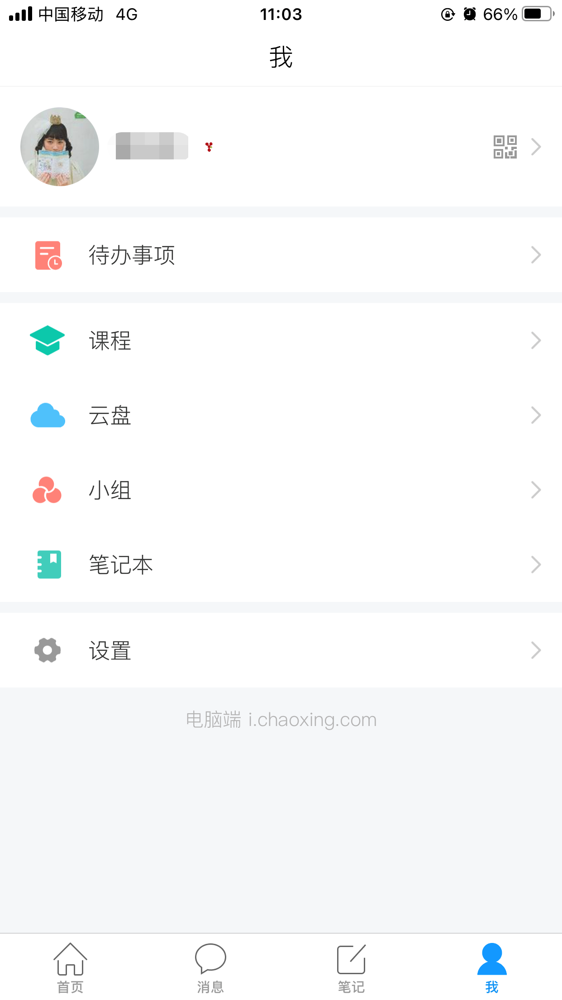 中国移动 4G 11:03 66%
我
待办事项
课程
云盘
小组
笔记本
设置
电脑端 i.chaoxing.com
首页 消息 笔记 我